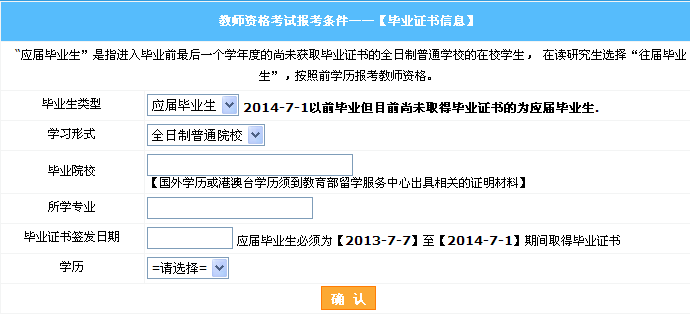 教师资格考试报考条件——【毕业证书信息】
“应届毕业生”是指进入毕业前最后一个学年度的尚未获取毕业证书的全日制普通学校的在校学生，在读研究生选择“往届毕业
生”，按照前学历报考教师资格。
毕业生类型 应届毕业生 2014-7-1以前毕业但目前尚未取得毕业证书的为应届毕业生.
学习形式 全日制普通院校
毕业院校
【国外学历或港澳台学历须到教育部留学服务中心出具相关的证明材料】
所学专业
毕业证书签发日期 应届毕业生必须为【2013-7-7】至【2014-7-1】期间取得毕业证书
学历 =请选择=
确 认